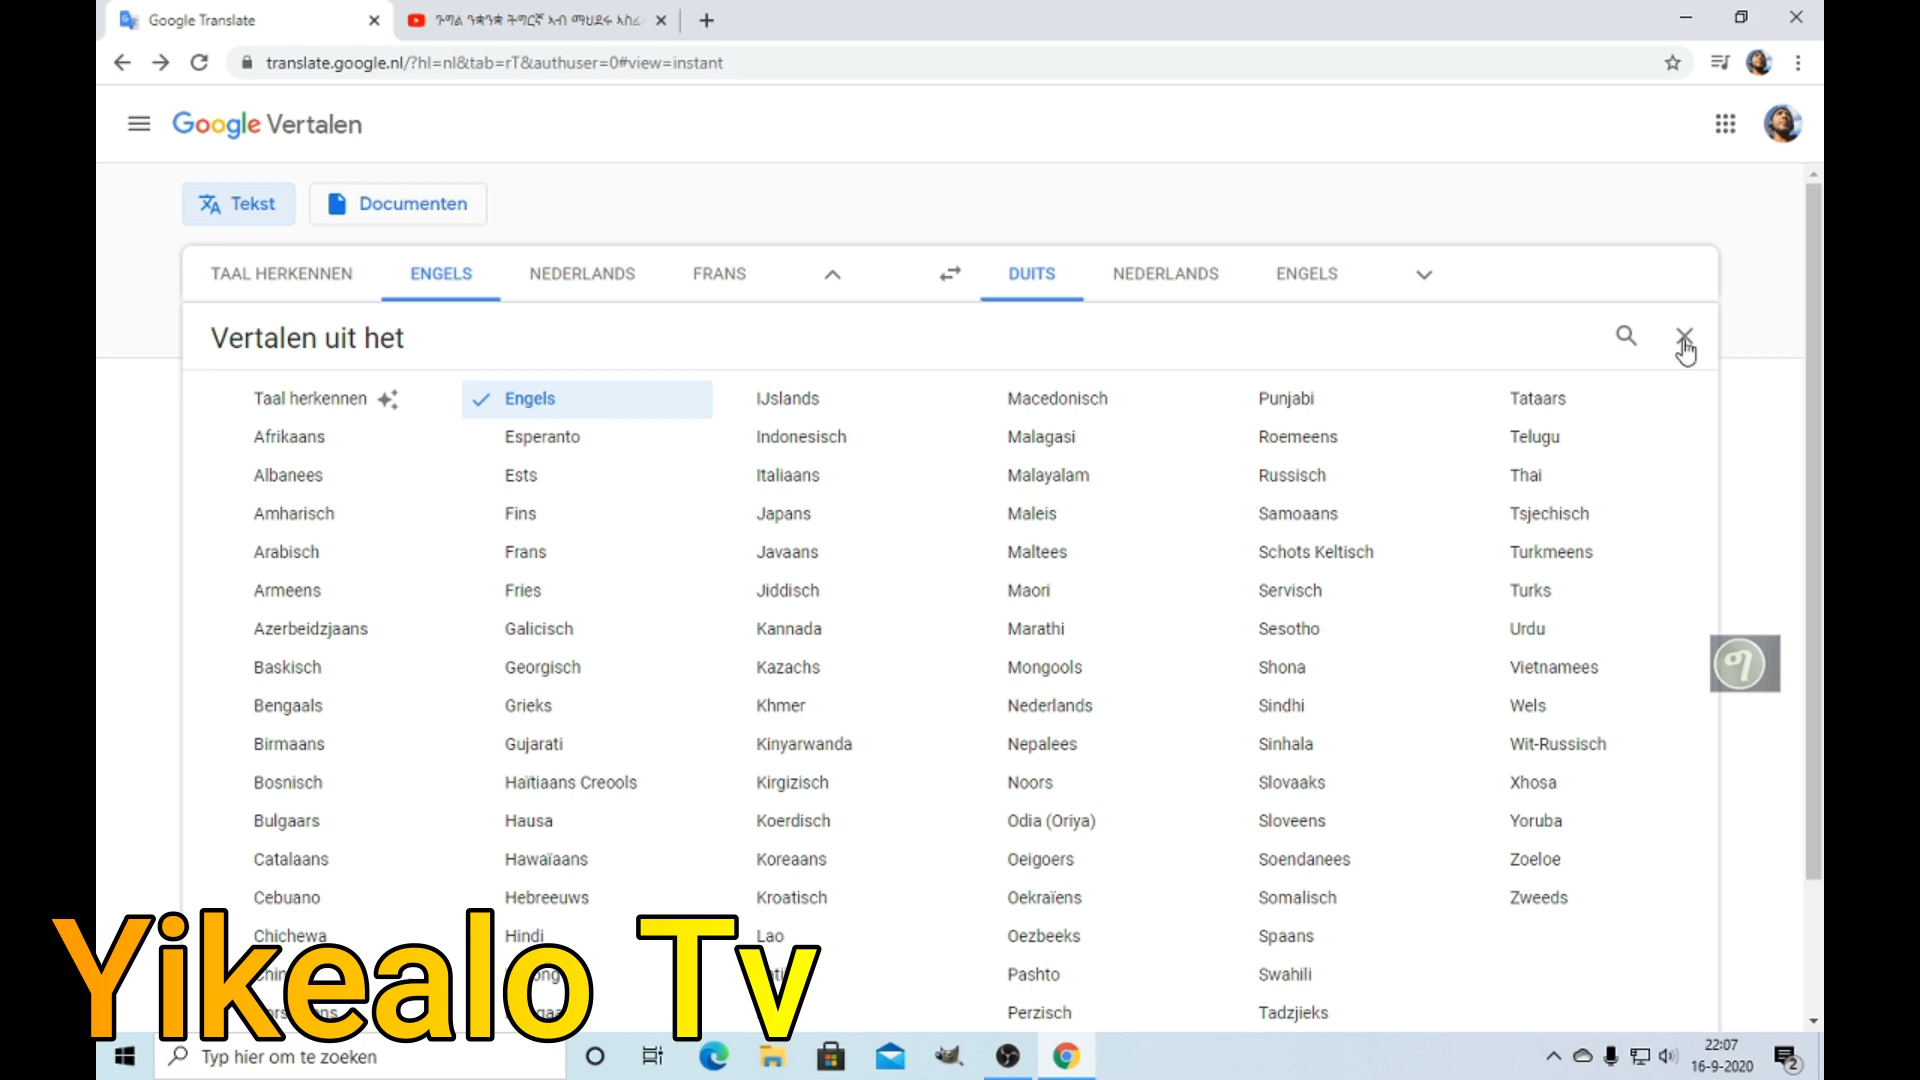 Google Translate
ጉግል ንቋንቋ ትግርኛ ኣብ ማህደሩ
translate.google.nl/?hl=nl&tab=rT&authuser=0#view=instant
Google Vertalen
Tekst Documenten
TAAL HERKENNEN ENGELS NEDERLANDS FRANS DUITS NEDERLANDS ENGELS
Vertalen uit het
Taal herkennen Engels IJslands Macedonisch Punjabi Tataars
Afrikaans Esperanto Indonesisch Malagasi Roemeens Telugu
Albanees Ests Italiaans Malayalam Russisch Thai
Amharisch Fins Japans Maleis Samoaans Tsjechisch
Arabisch Frans Javaans Maltees Schots Keltisch Turkmeens
Armeens Fries Jiddisch Maori Servisch Turks
Azerbeidzjaans Galicisch Kannada Marathi Sesotho Urdu
Baskisch Georgisch Kazachs Mongools Shona Vietnamees
Bengaals Grieks Khmer Nederlands Sindhi Wels
Birmaans Gujarati Kinyarwanda Nepalees Sinhala Wit-Russisch
Bosnisch Haïtiaans Creools Kirgizisch Noors Slovaaks Xhosa
Bulgaars Hausa Koerdisch Odia (Oriya) Sloveens Yoruba
Catalaans Hawaïaans Koreaans Oeigoers Soendanees Zoeloe
Cebuano Hebreeuws Kroatisch Oekraïens Somalisch Zweeds
Chichewa Hindi Lao Oezbeeks Spaans
Pashto Swahili
Perzisch Tadzjieks
Yikealo Tv
Typ hier om te zoeken
22:07
16-9-2020
2